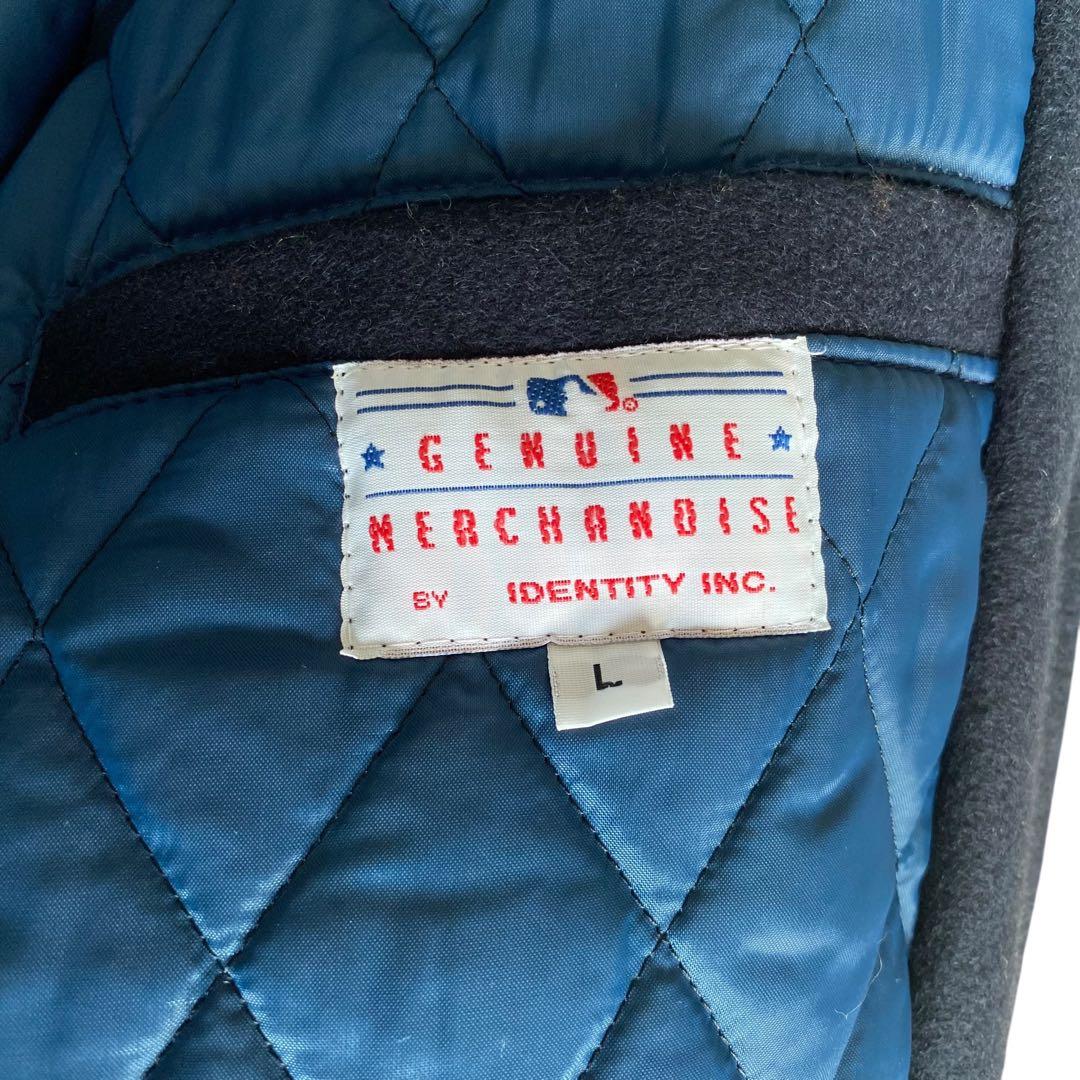 GENUINE
MERCHANDISE
BY IDENTITY INC.
L